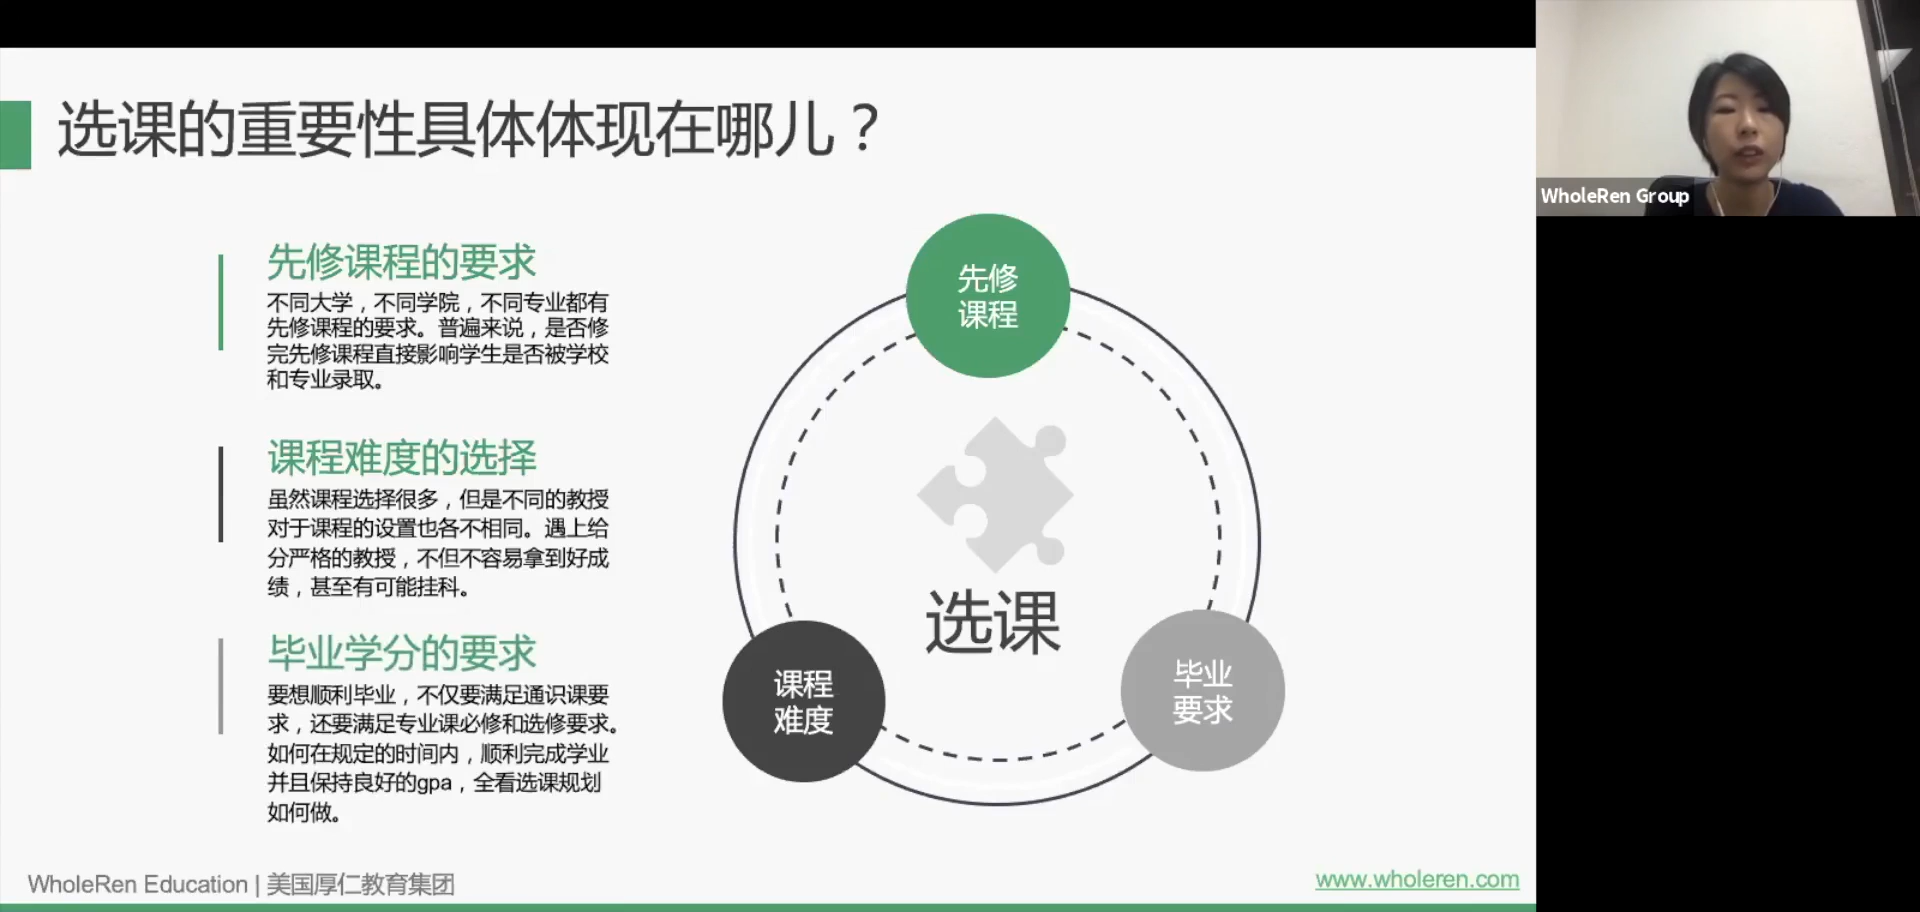 选课的重要性具体体现在哪儿？
WholeRen Group
先修课程的要求
不同大学，不同学院，不同专业都有
先修课程的要求。普遍来说，是否修
完先修课程直接影响学生是否被学校
和专业录取。
课程难度的选择
虽然课程选择很多，但是不同的教授
对于课程的设置也各不相同。遇上给
分严格的教授，不但不容易拿到好成
绩，甚至有可能挂科。
毕业学分的要求
要想顺利毕业，不仅要满足通识课要
求，还要满足专业课必修和选修要求。
如何在规定的时间内，顺利完成学业
并且保持良好的gpa，全看选课规划
如何做。
先修
课程
选课
课程
难度
毕业
要求
WholeRen Education | 美国厚仁教育集团
www.wholeren.com